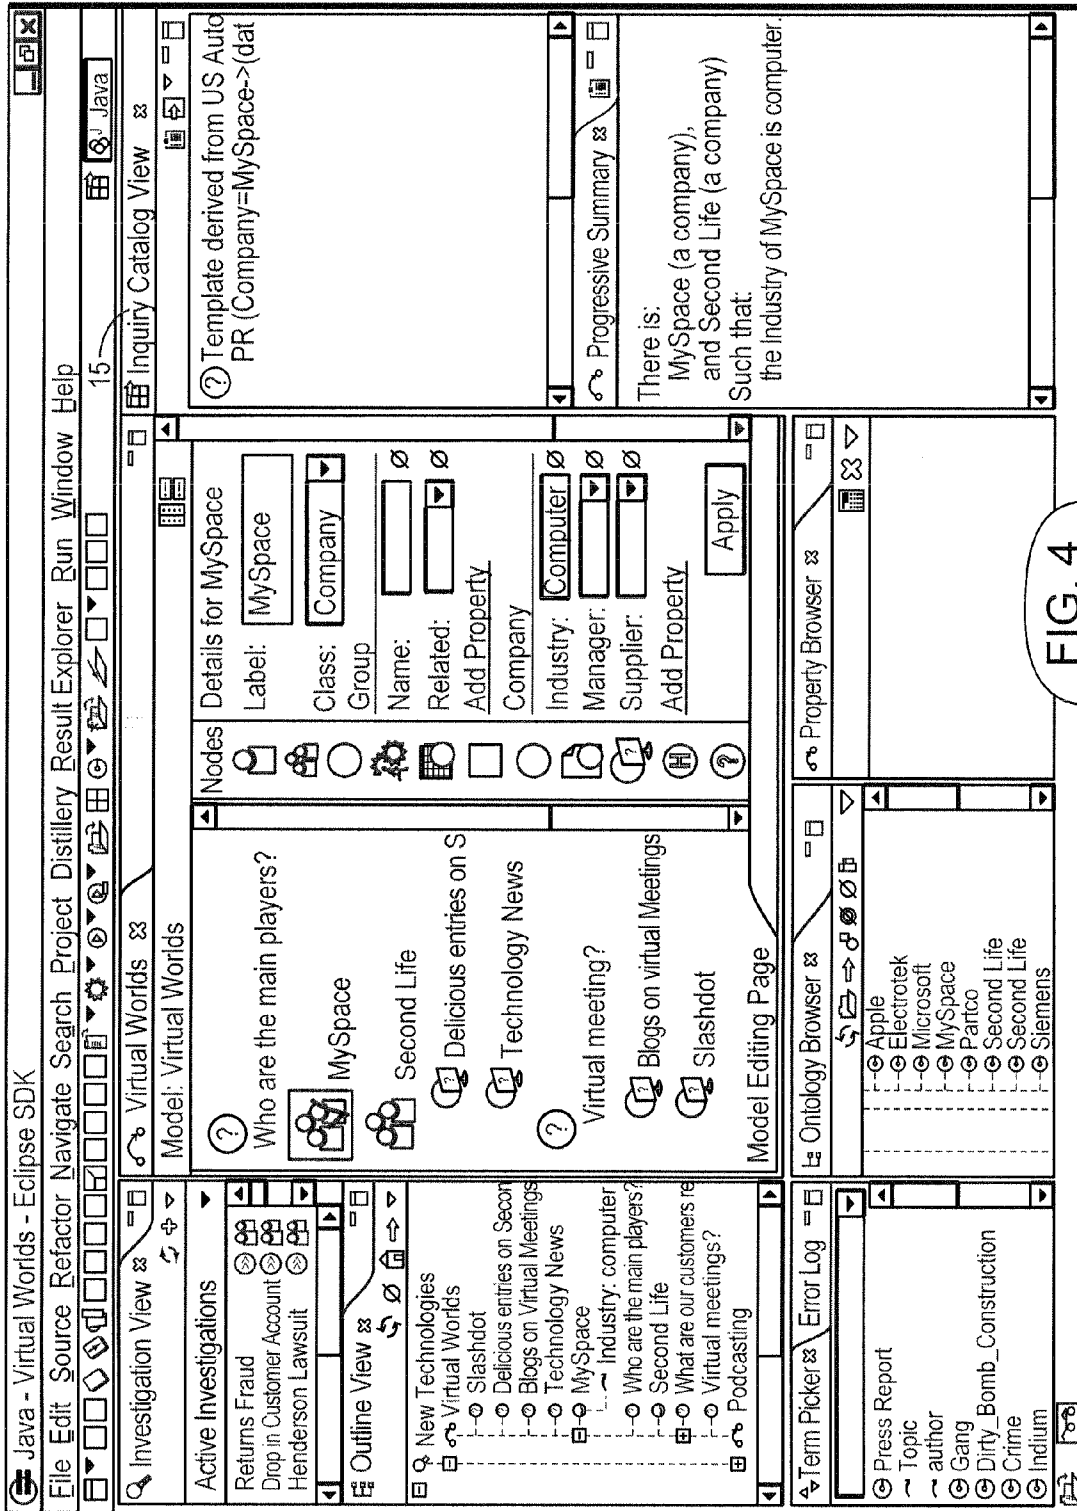 Java - Virtual Worlds - Eclipse SDK
File Edit Source Refactor Navigate Search Project Distillery Result Explorer Run Window Help
Java
15
Investigation View
Active Investigations
Returns Fraud
Drop in Customer Account
Henderson Lawsuit
Outline View
New Technologies
Virtual Worlds
Slashdot
Delicious entries on Secon
Blogs on Virtual Meetings
Technology News
MySpace
Industry: computer
Who are the main players?
Second Life
What are our customers re
Virtual meetings?
Podcasting
Term Picker Error Log
Press Report
Topic
author
Gang
Dirty_Bomb_Construction
Crime
Indium
Virtual Worlds
Model: Virtual Worlds
?
Who are the main players?
MySpace
Second Life
? Delicious entries on S
? Technology News
?
Virtual meeting?
? Blogs on virtual Meetings
? Slashdot
Model Editing Page
Nodes
?
H
?
Details for MySpace
Label: MySpace
Class: Company
Group
Name:
Related:
Add Property
Company
Industry: Computer
Manager:
Supplier:
Add Property
Apply
Ontology Browser
Apple
Electrotek
Microsoft
MySpace
Partco
Second Life
Second Life
Siemens
Property Browser
Inquiry Catalog View
? Template derived from US Auto
PR (Company=MySpace->(dat
Progressive Summary
There is:
MySpace (a company),
and Second Life (a company)
Such that:
the Industry of MySpace is computer.
FIG. 4